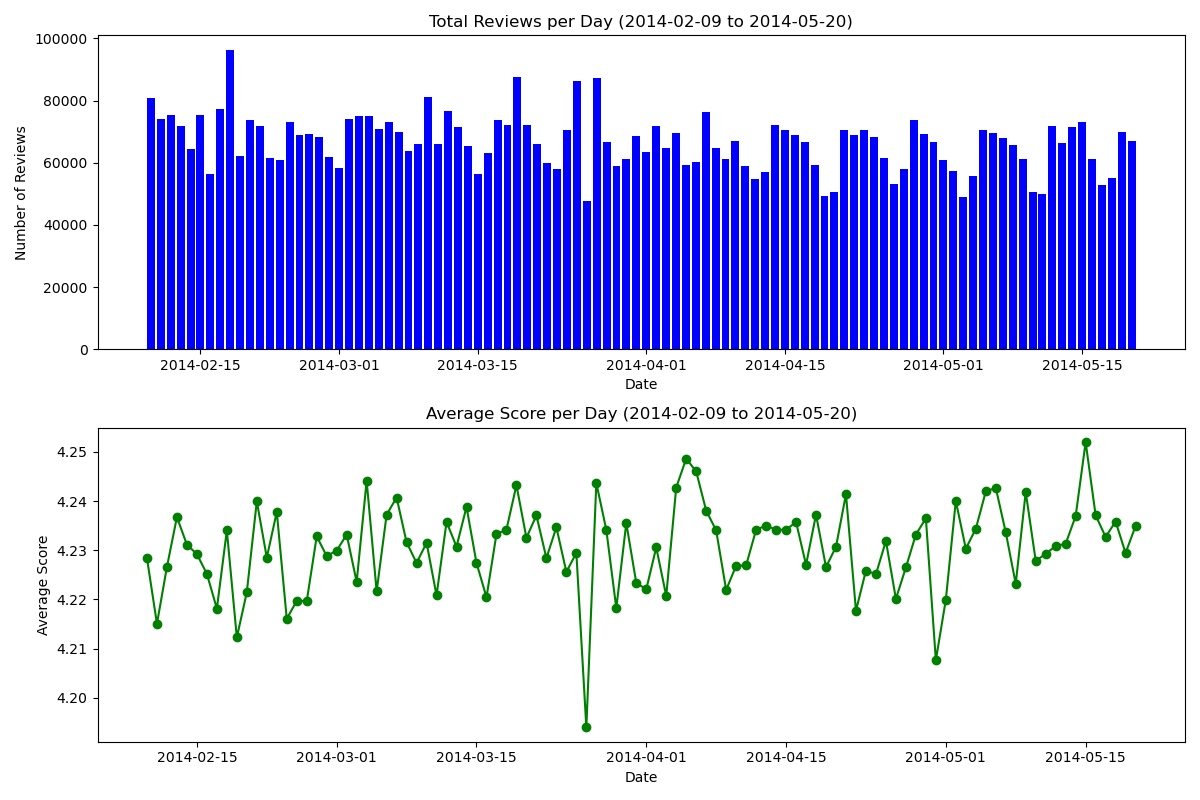 Total Reviews per Day (2014-02-09 to 2014-05-20)
Number of Reviews
100000
80000
60000
40000
20000
0
2014-02-15 2014-03-01 2014-03-15 2014-04-01 2014-04-15 2014-05-01 2014-05-15
Date
Average Score per Day (2014-02-09 to 2014-05-20)
Average Score
4.25
4.24
4.23
4.22
4.21
4.20
2014-02-15 2014-03-01 2014-03-15 2014-04-01 2014-04-15 2014-05-01 2014-05-15
Date